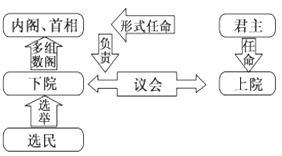 内阁、首相
形式任命
君主
多组
数阁
负
责
任
命
下院
议会
上院
选
举
选民